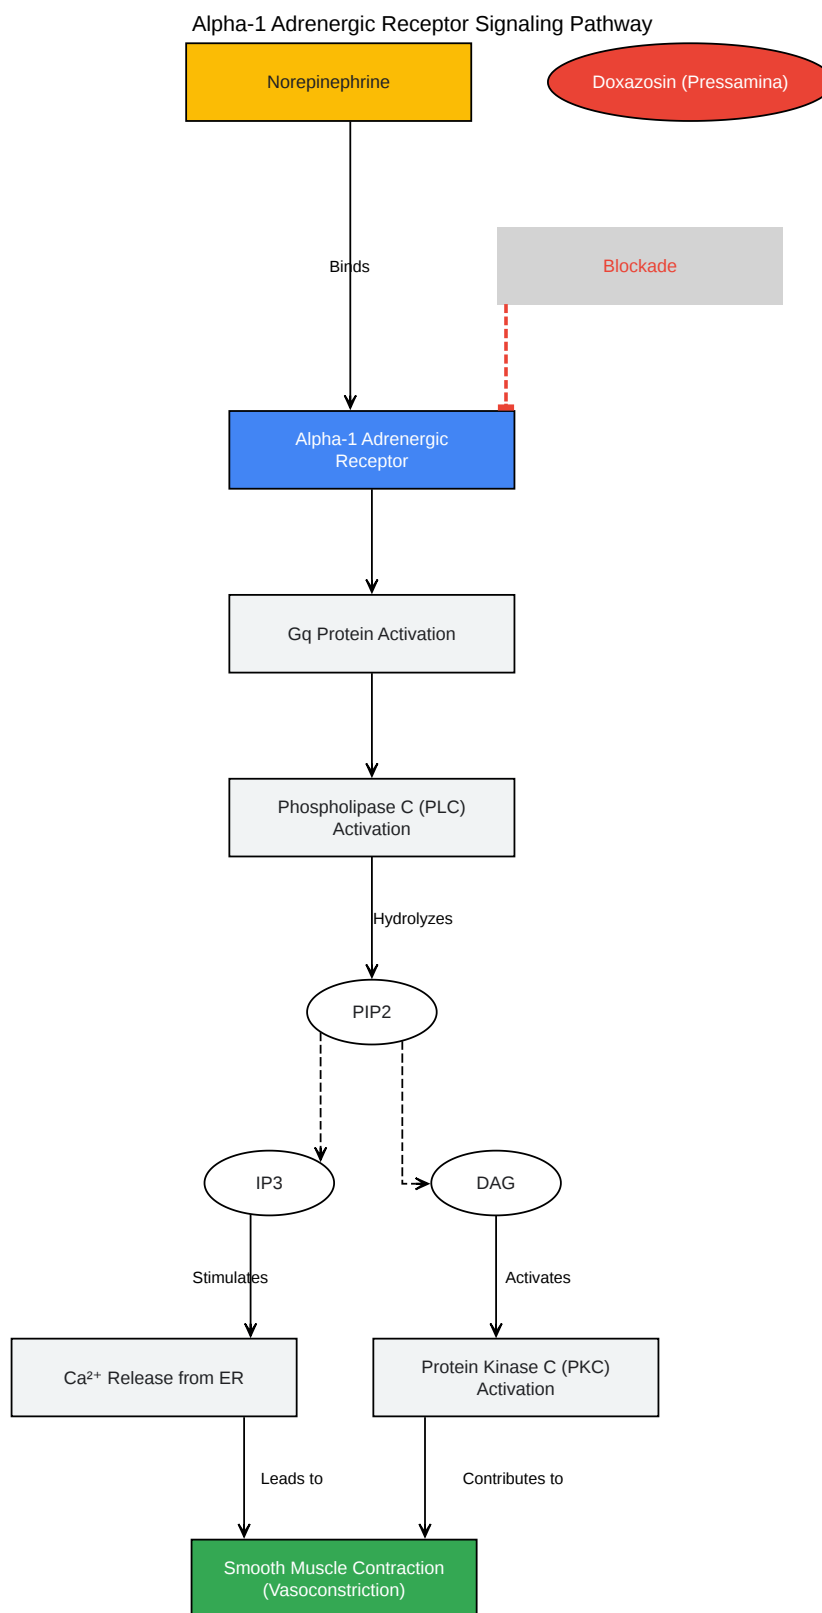 Alpha-1 Adrenergic Receptor Signaling Pathway
Norepinephrine
Doxazosin (Pressamina)
Binds
Blockade
Alpha-1 Adrenergic
Receptor
Gq Protein Activation
Phospholipase C (PLC)
Activation
Hydrolyzes
PIP2
IP3
DAG
Stimulates
Activates
Ca²⁺ Release from ER
Protein Kinase C (PKC)
Activation
Leads to
Contributes to
Smooth Muscle Contraction
(Vasoconstriction)